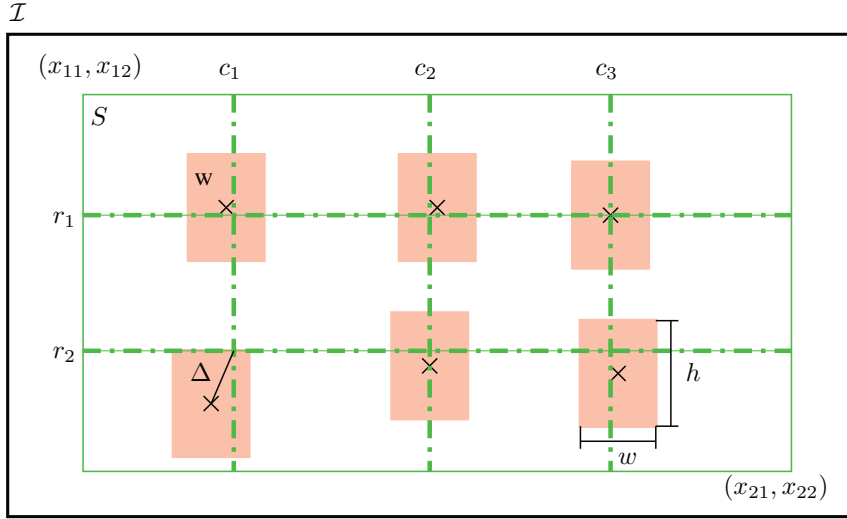 𝓘
(x₁₁, x₁₂) c₁ c₂ c₃
S
w
r₁
r₂
Δ
h
w
(x₂₁, x₂₂)